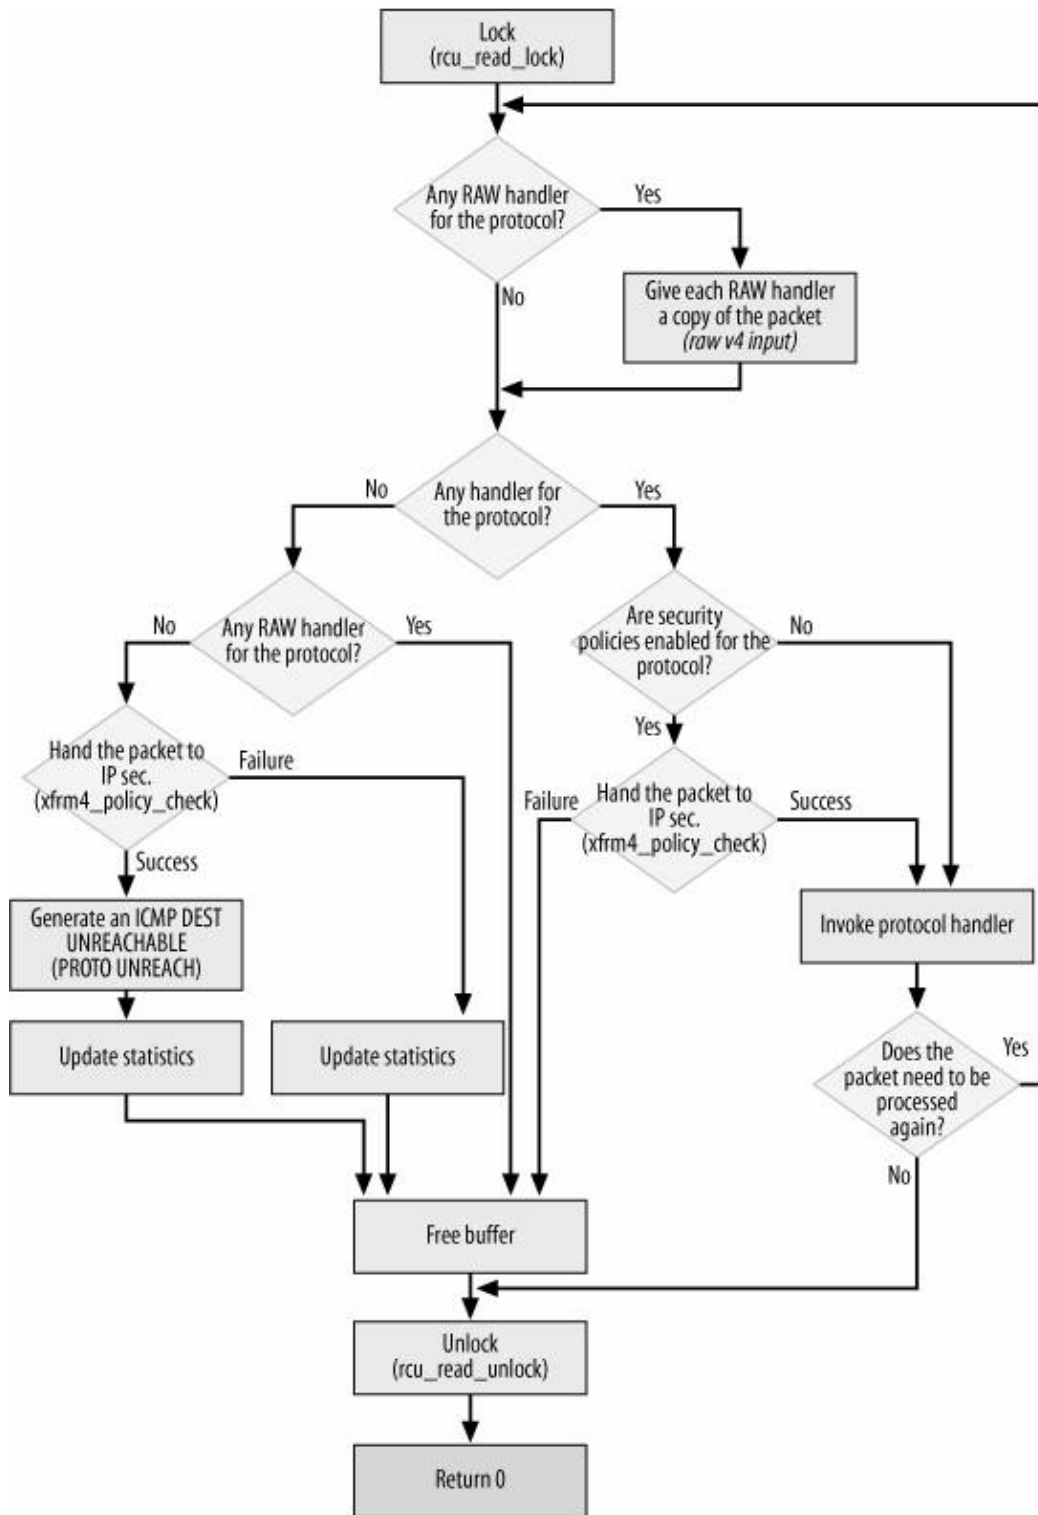 Lock
(rcu_read_lock)
Any RAW handler
for the protocol?
Yes
No
Give each RAW handler
a copy of the packet
(raw v4 input)
No
Any handler for
the protocol?
Yes
No
Any RAW handler
for the protocol?
Yes
Are security
policies enabled for the
protocol?
No
Yes
Hand the packet to
IP sec.
(xfrm4_policy_check)
Failure
Success
Failure
Hand the packet to
IP sec.
(xfrm4_policy_check)
Success
Generate an ICMP DEST
UNREACHABLE
(PROTO UNREACH)
Invoke protocol handler
Update statistics
Update statistics
Does the
packet need to be
processed
again?
Yes
No
Free buffer
Unlock
(rcu_read_unlock)
Return 0